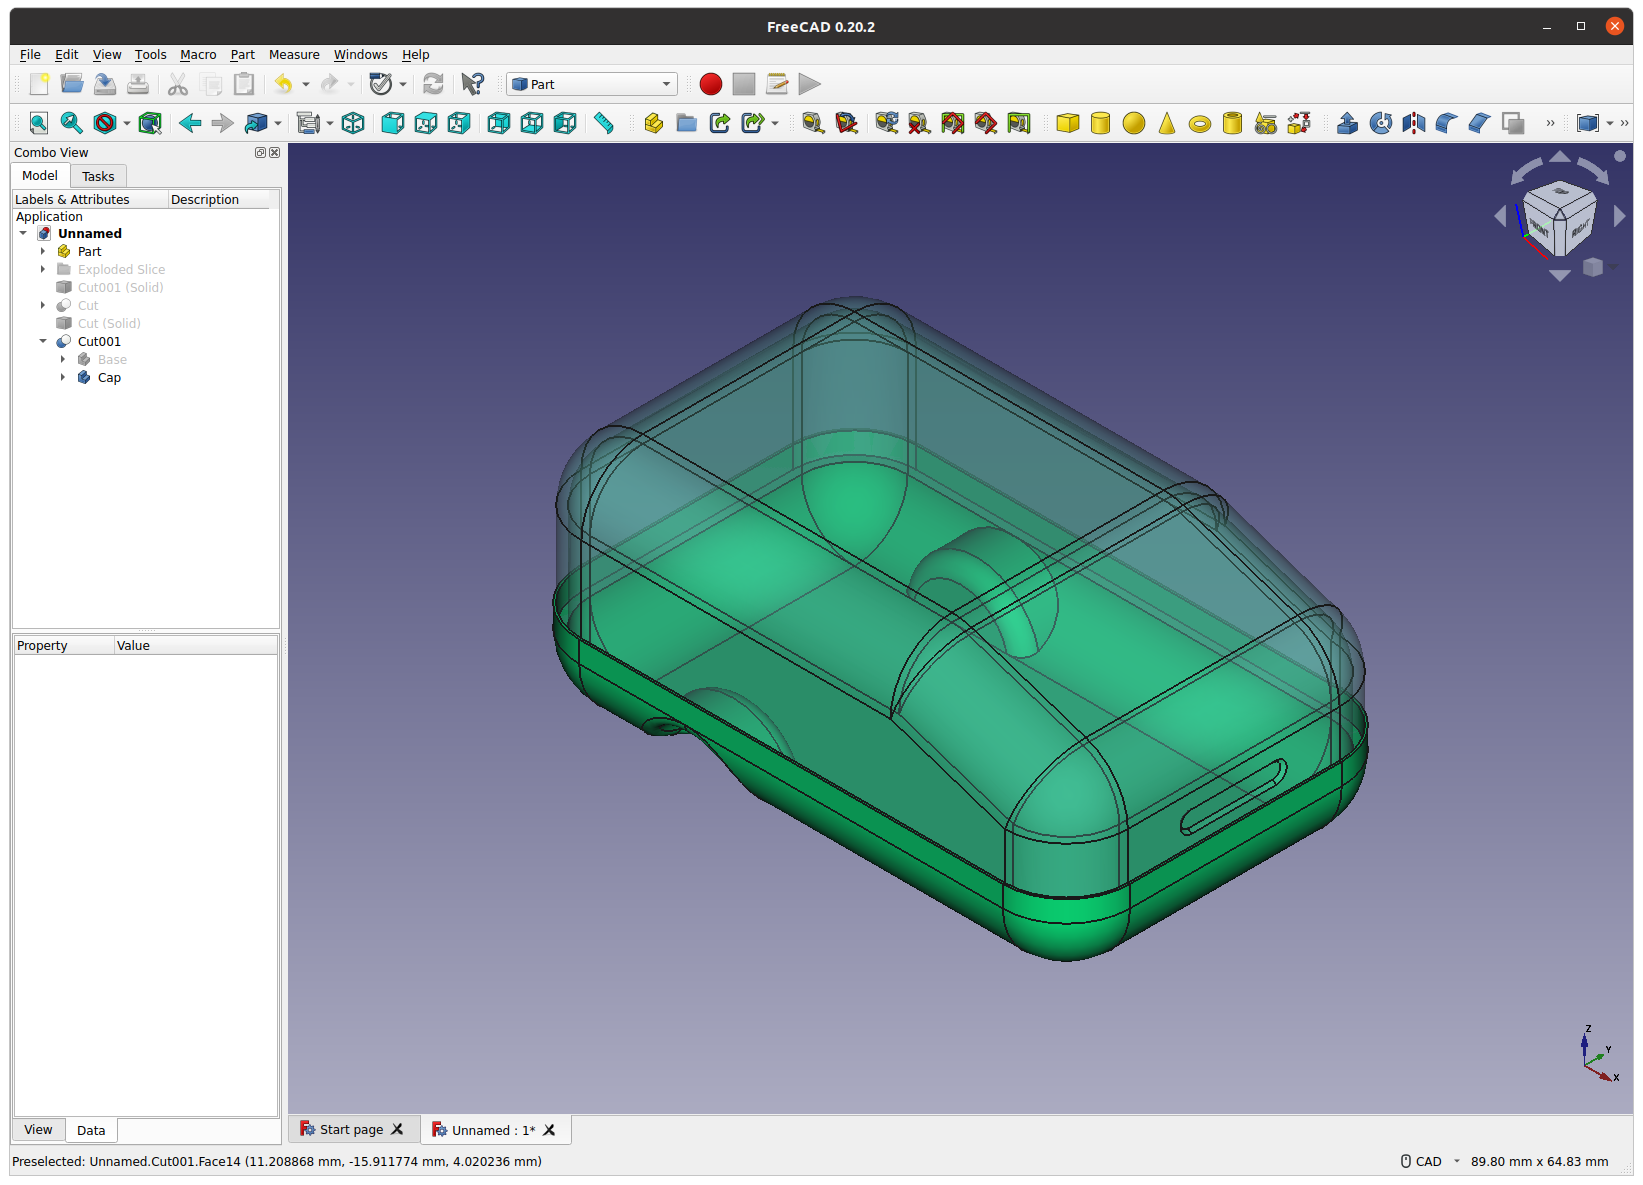 FreeCAD 0.20.2
File Edit View Tools Macro Part Measure Windows Help
Part
Combo View
Model Tasks
Labels & Attributes Description
Application
Unnamed
Part
Exploded Slice
Cut001 (Solid)
Cut
Cut (Solid)
Cut001
Base
Cap
FRONT RIGHT
Property Value
Z
Y
X
View Data
Start page Unnamed : 1*
Preselected: Unnamed.Cut001.Face14 (11.208868 mm, -15.911774 mm, 4.020236 mm) CAD 89.80 mm x 64.83 mm